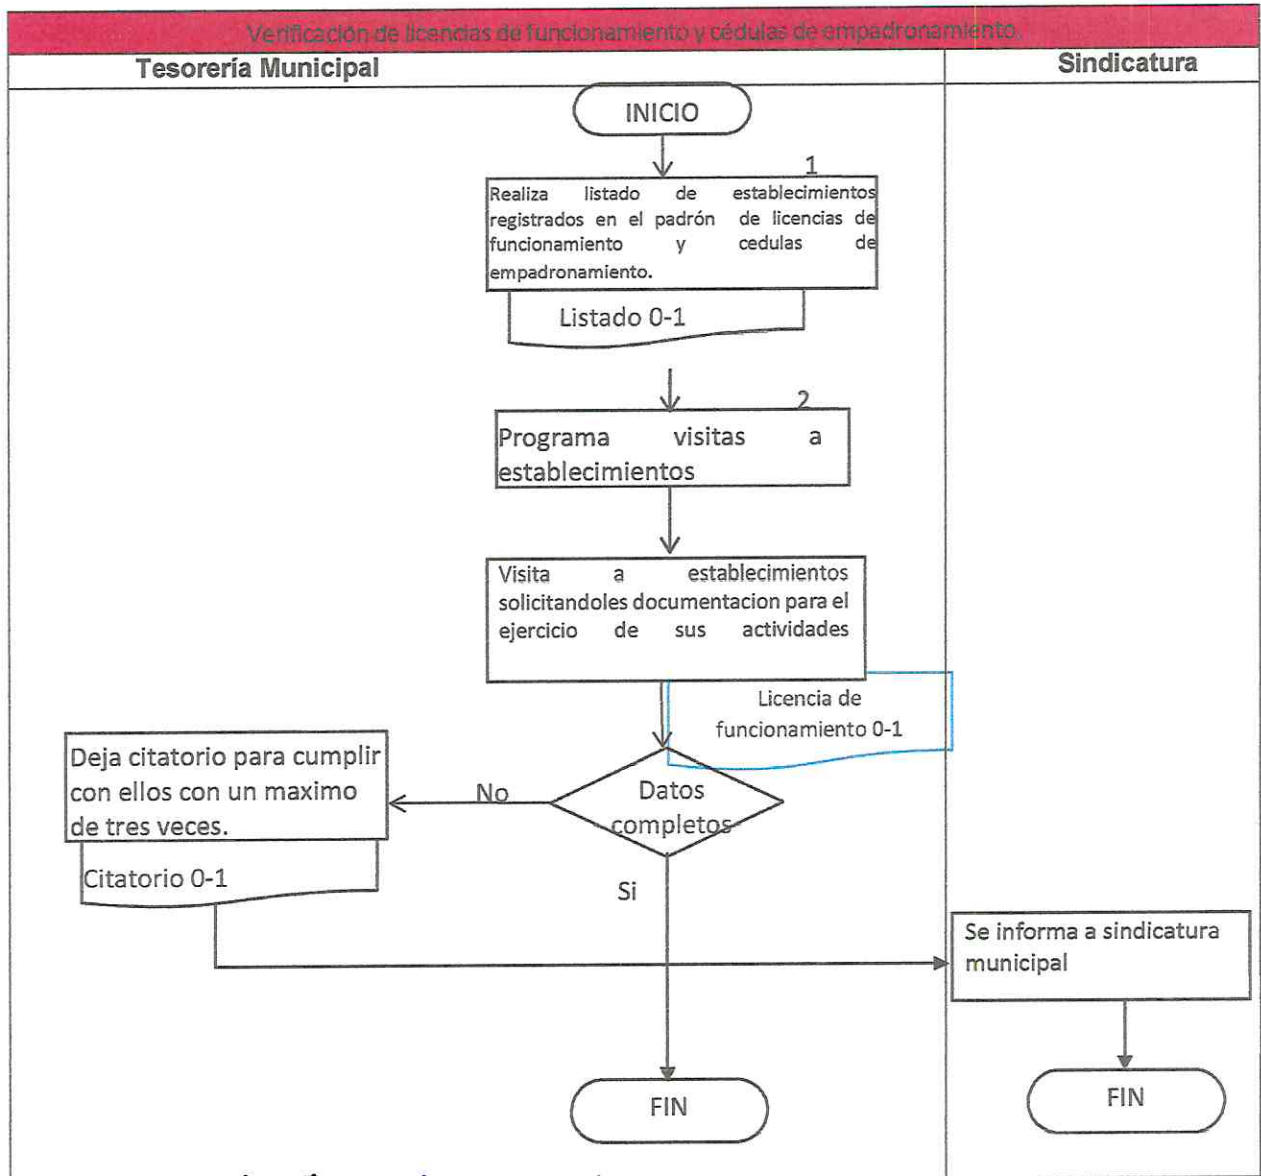 Verificación de licencias de funcionamiento y cédulas de empadronamiento.
Tesorería Municipal
Sindicatura
INICIO
1
Realiza listado de establecimientos
registrados en el padrón de licencias de
funcionamiento y cedulas de
empadronamiento.
Listado 0-1
2
Programa visitas a
establecimientos
Visita a establecimientos
solicitandoles documentacion para el
ejercicio de sus actividades
Licencia de
funcionamiento 0-1
Datos
completos
No
Deja citatorio para cumplir
con ellos con un maximo
de tres veces.
Citatorio 0-1
Si
Se informa a sindicatura
municipal
FIN
FIN